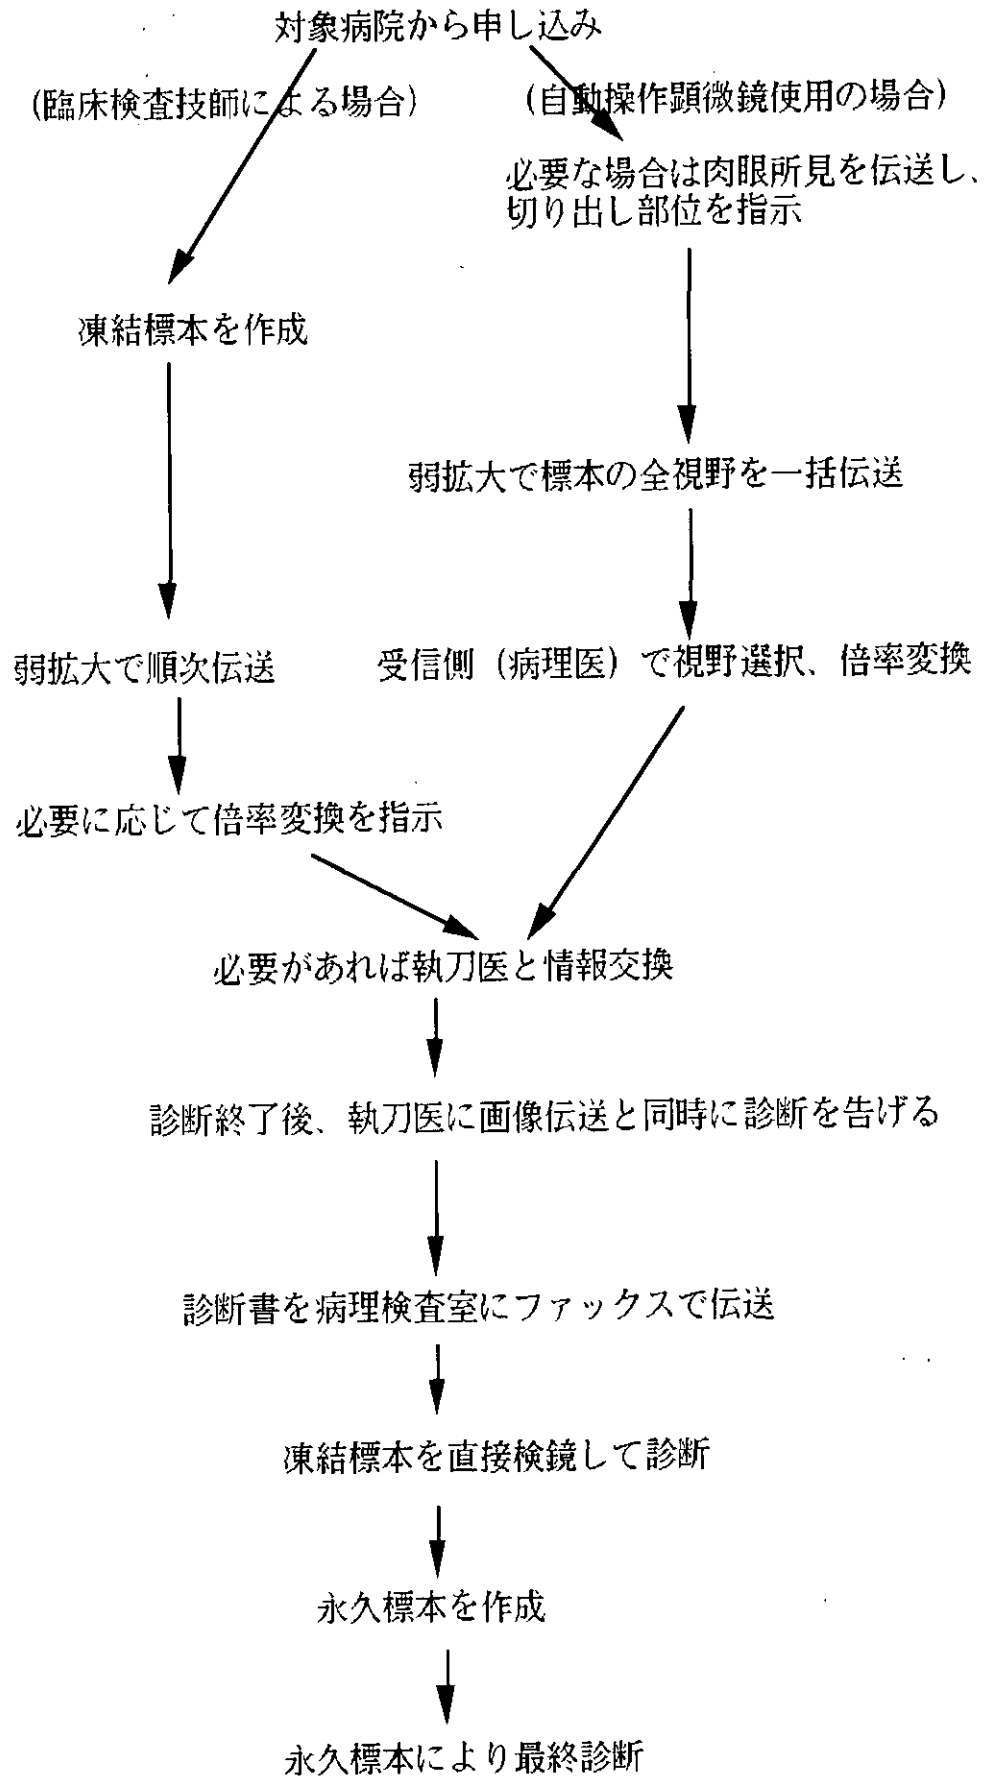 対象病院から申し込み
(臨床検査技師による場合)
(自動操作顕微鏡使用の場合)
必要な場合は肉眼所見を伝送し、
切り出し部位を指示
凍結標本を作成
弱拡大で標本の全視野を一括伝送
弱拡大で順次伝送
受信側(病理医)で視野選択、倍率変換
必要に応じて倍率変換を指示
必要があれば執刀医と情報交換
診断終了後、執刀医に画像伝送と同時に診断を告げる
診断書を病理検査室にファックスで伝送
凍結標本を直接検鏡して診断
永久標本を作成
永久標本により最終診断